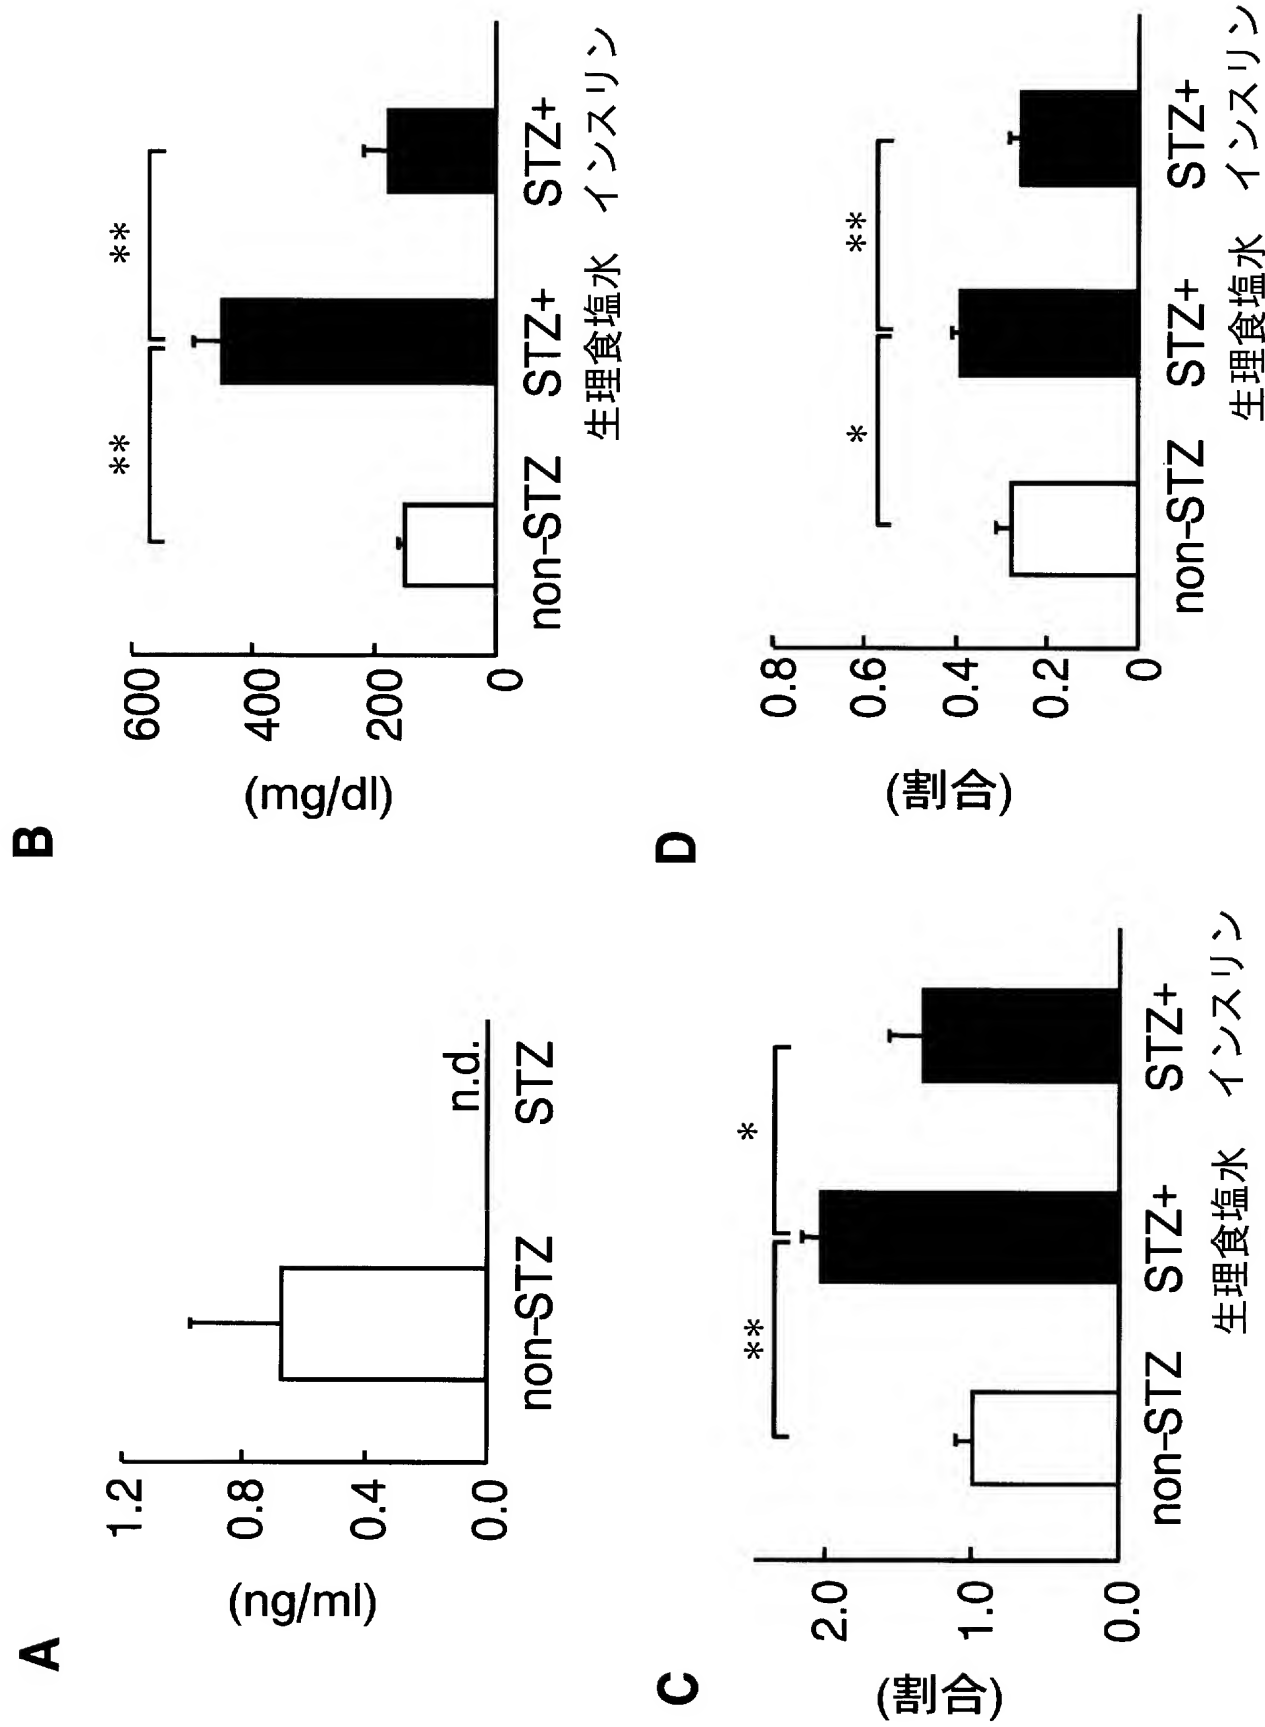 A
(ng/ml)
1.2
0.8
0.4
0.0
n.d.
non-STZ STZ
B
(mg/dl)
600
400
200
0
** **
non-STZ STZ+ STZ+
生理食塩水 インスリン
C
(割合)
2.0
1.0
0.0
** *
non-STZ STZ+ STZ+
生理食塩水 インスリン
D
(割合)
0.8
0.6
0.4
0.2
0
* **
non-STZ STZ+ STZ+
生理食塩水 インスリン